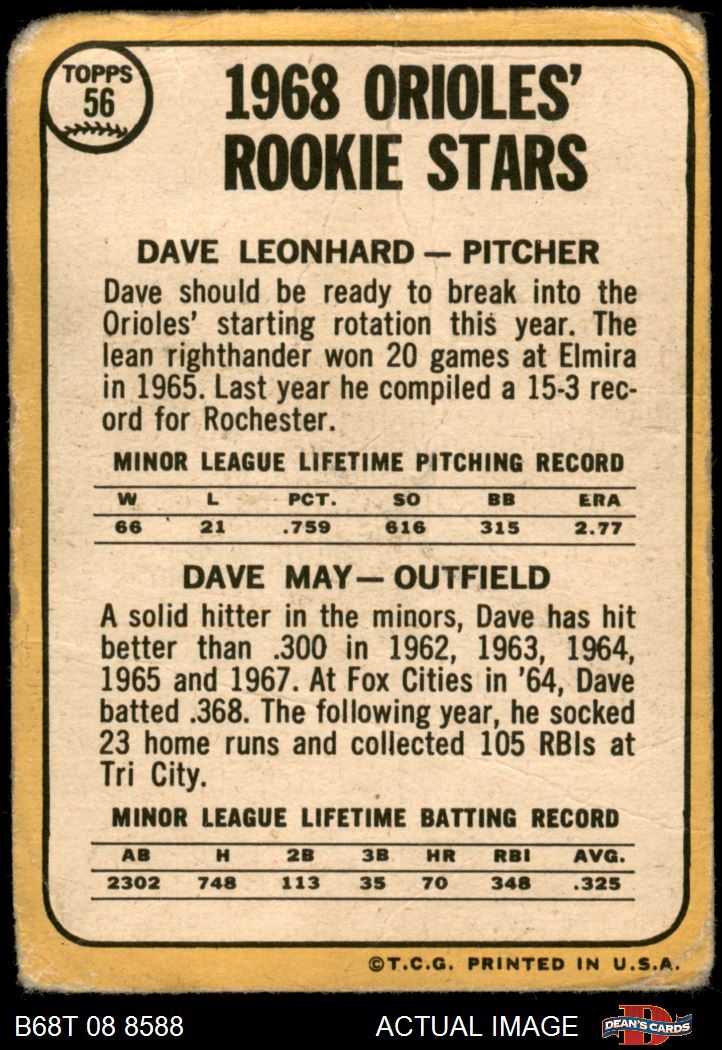 TOPPS
56
1968 ORIOLES'
ROOKIE STARS
DAVE LEONHARD — PITCHER
Dave should be ready to break into the
Orioles' starting rotation this year. The
lean righthander won 20 games at Elmira
in 1965. Last year he compiled a 15-3 rec-
ord for Rochester.
MINOR LEAGUE LIFETIME PITCHING RECORD
W L PCT. SO BB ERA
66 21 .759 616 315 2.77
DAVE MAY — OUTFIELD
A solid hitter in the minors, Dave has hit
better than .300 in 1962, 1963, 1964,
1965 and 1967. At Fox Cities in '64, Dave
batted .368. The following year, he socked
23 home runs and collected 105 RBIs at
Tri City.
MINOR LEAGUE LIFETIME BATTING RECORD
AB H 2B 3B HR RBI AVG.
2302 748 113 35 70 348 .325
©T.C.G. PRINTED IN U.S.A.
B68T 08 8588 ACTUAL IMAGE D DEAN'S CARDS